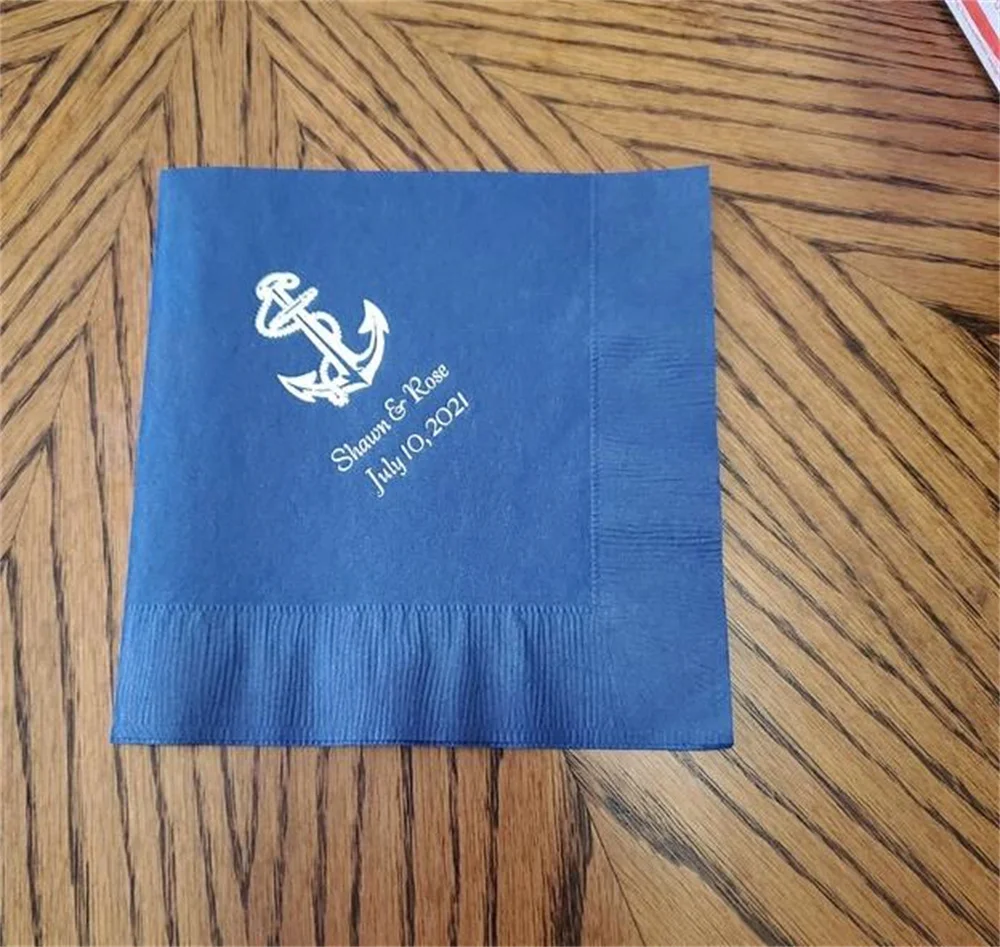 Shawn & Rose
July 10, 2021